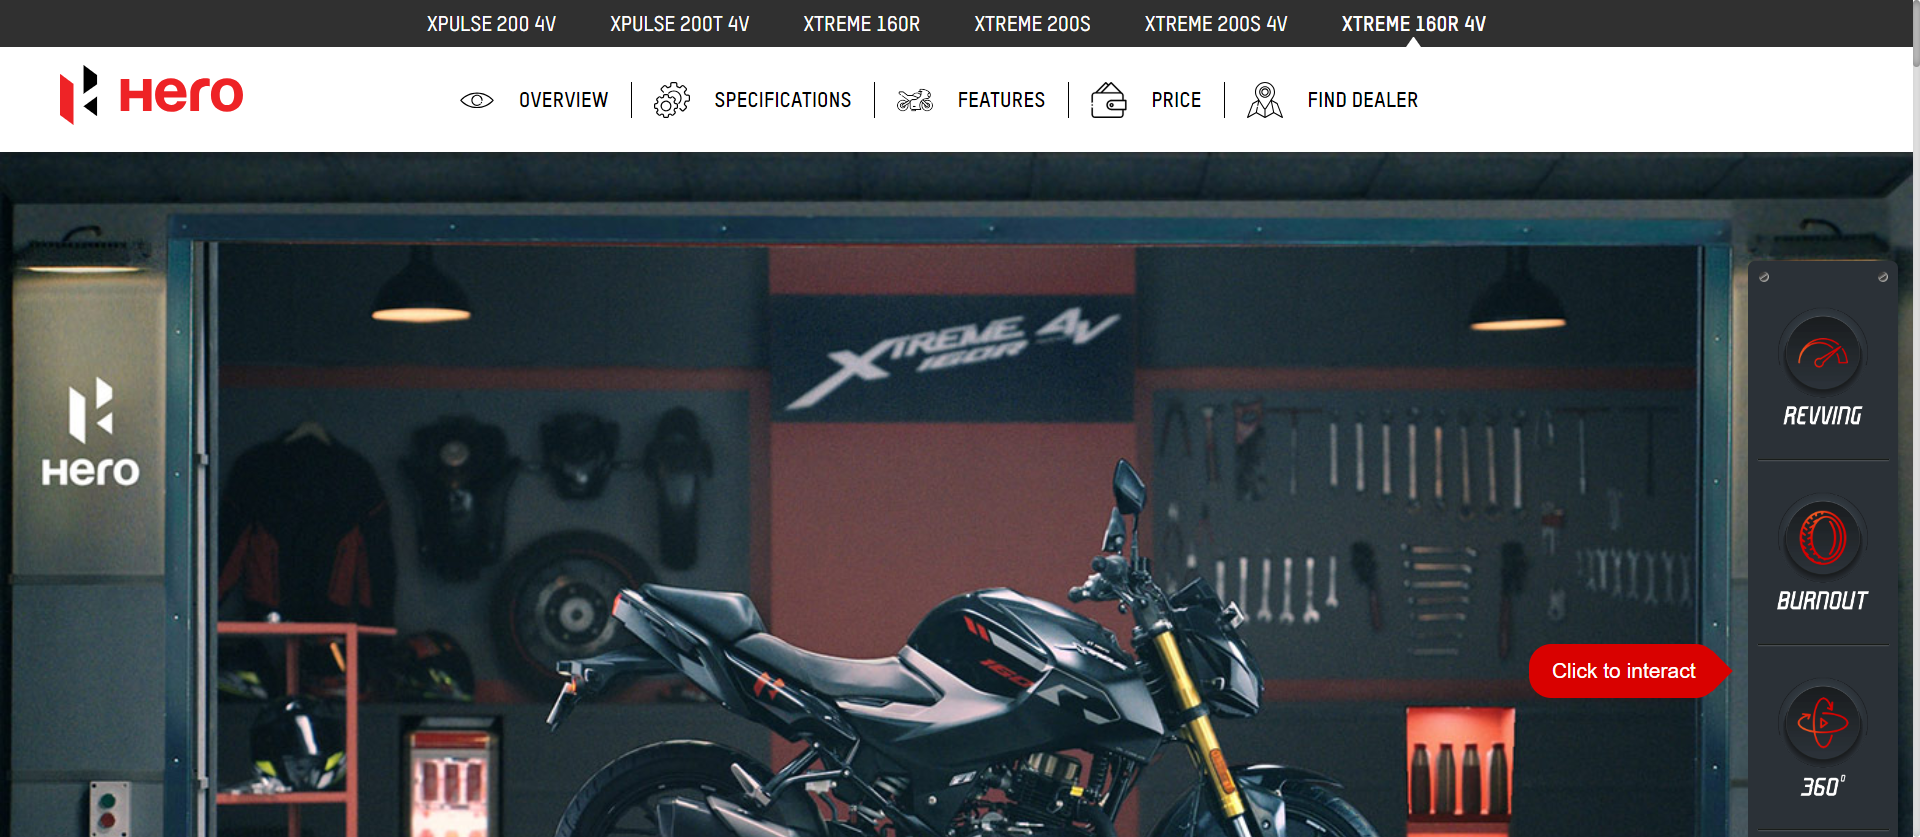 XPULSE 200 4V
XPULSE 200T 4V
XTREME 160R
XTREME 200S
XTREME 200S 4V
XTREME 160R 4V
Hero
OVERVIEW
SPECIFICATIONS
FEATURES
PRICE
FIND DEALER
XTREME 4V
160R
Hero
REVVING
BURNOUT
Click to interact
360°
160R